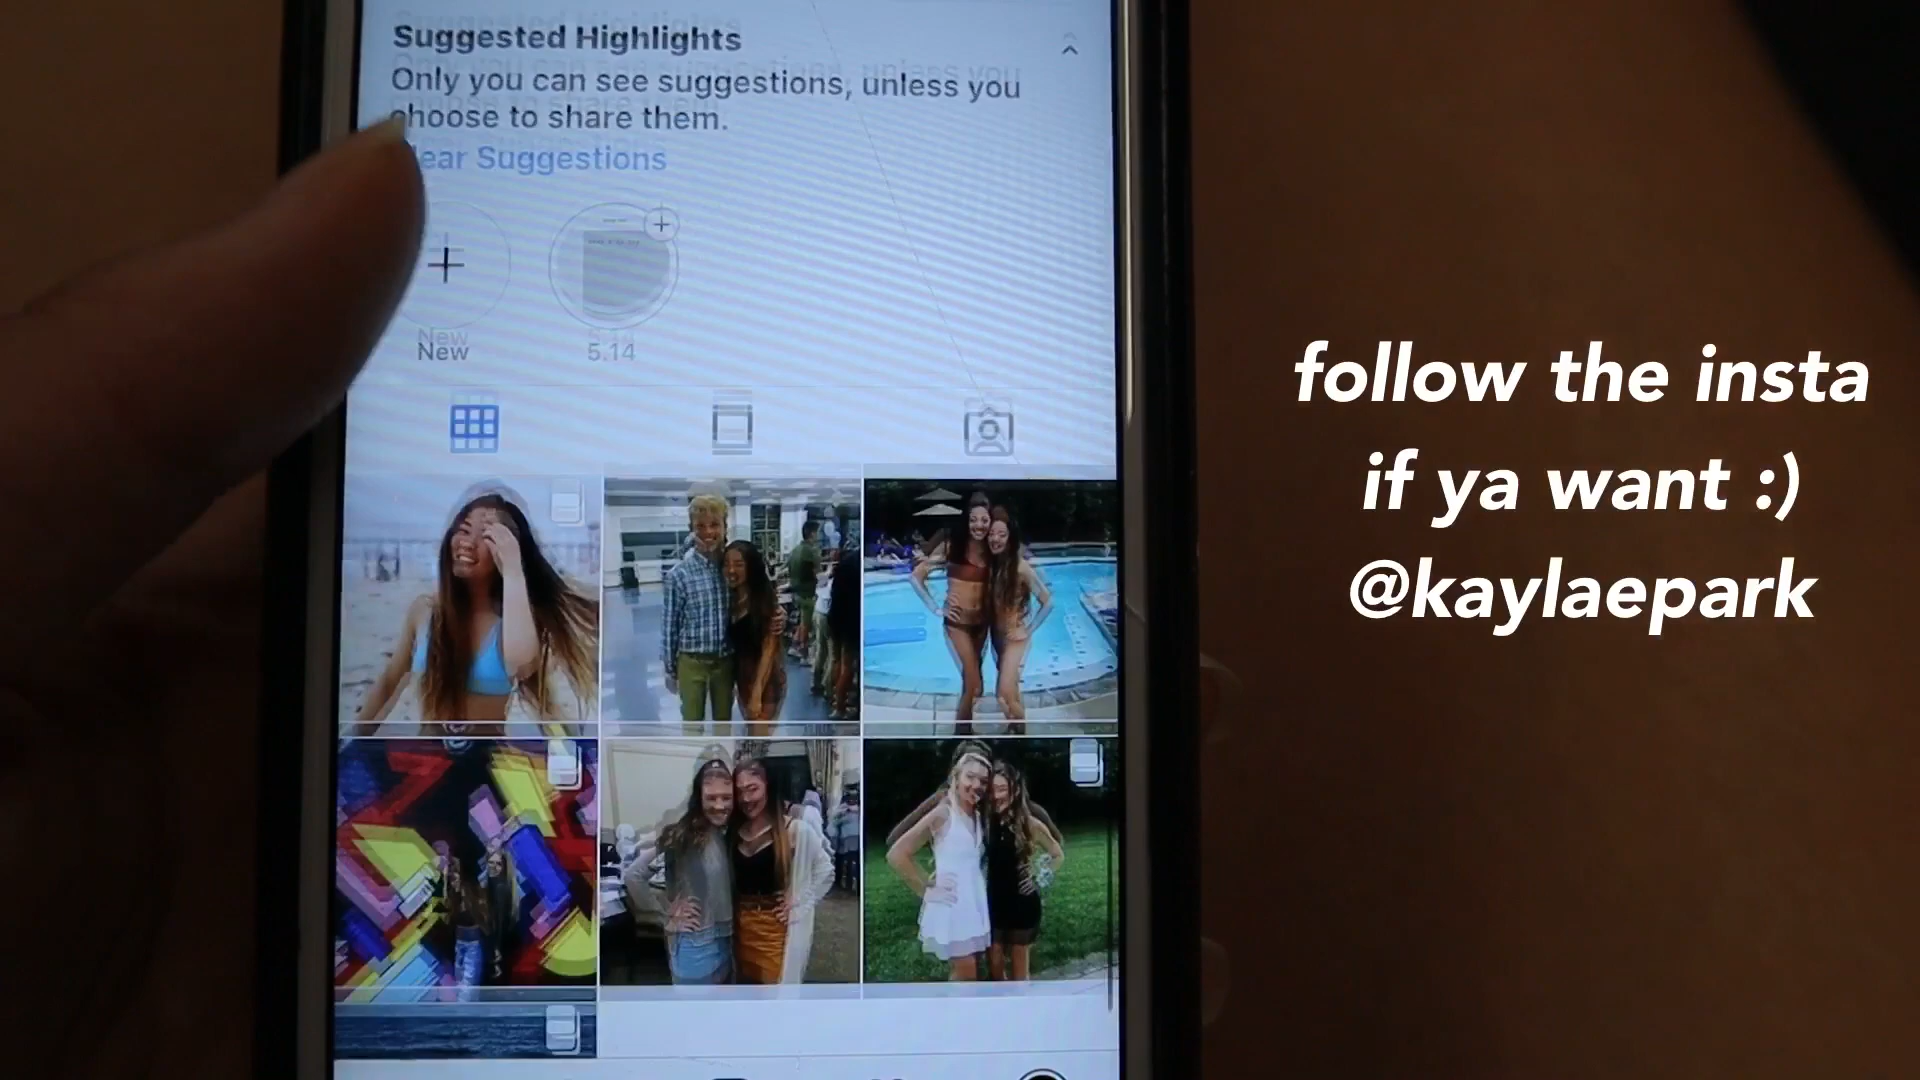 Suggested Highlights
Only you can see suggestions, unless you
choose to share them.
ear Suggestions
New
5.14
follow the insta
if ya want :)
@kaylaepark